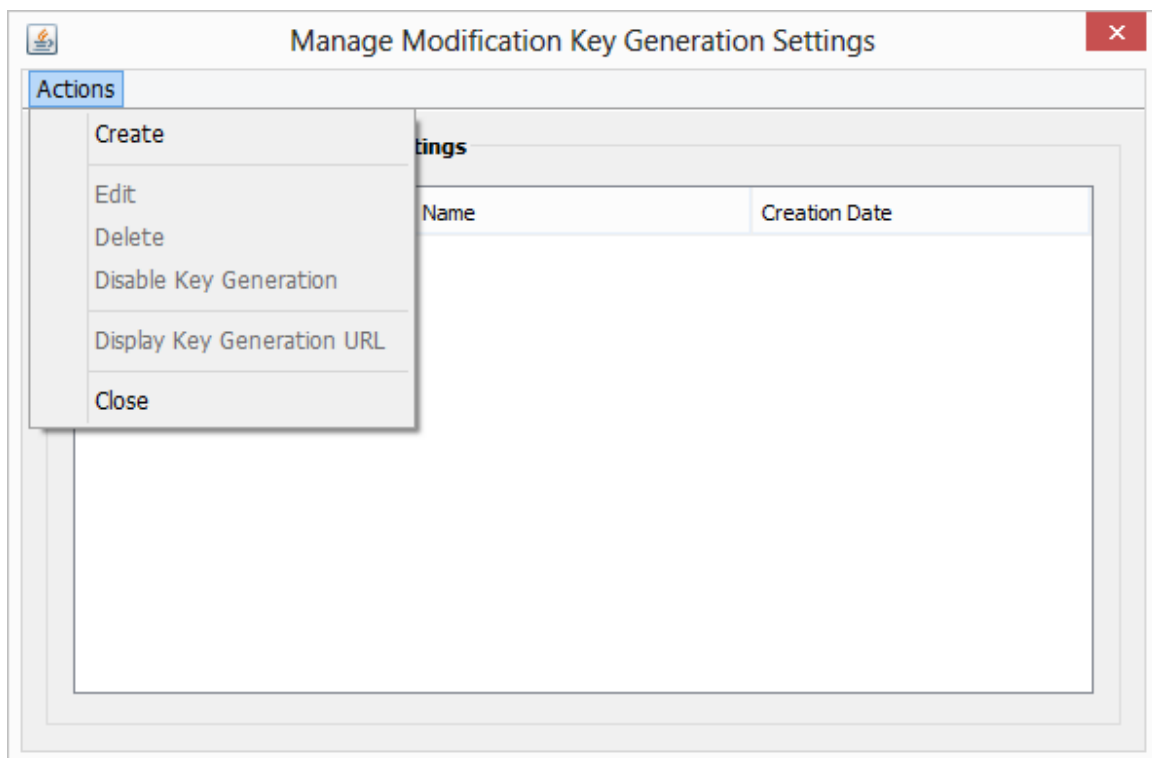 Manage Modification Key Generation Settings
Actions
Create
Edit
Delete
Disable Key Generation
Display Key Generation URL
Close
Name
Creation Date